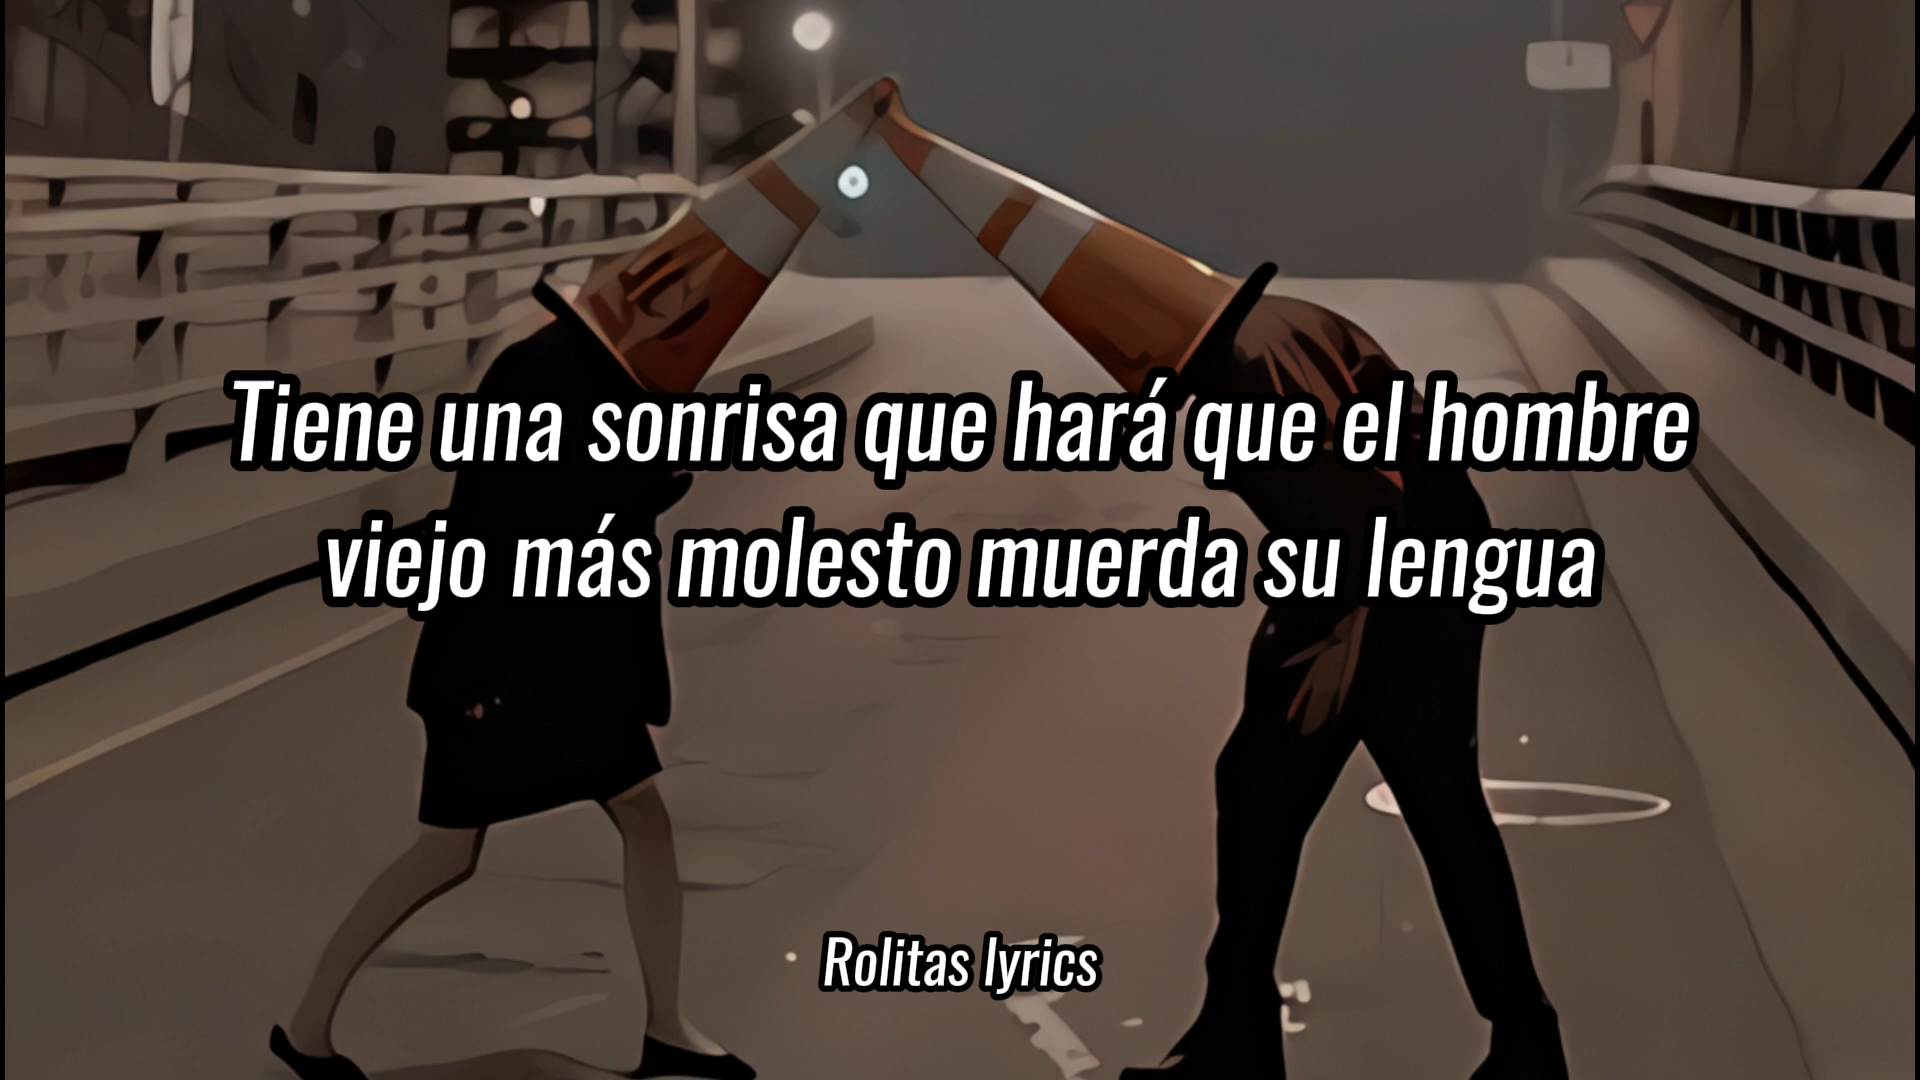 Tiene una sonrisa que hará que el hombre
viejo más molesto muerda su lengua
Rolitas lyrics